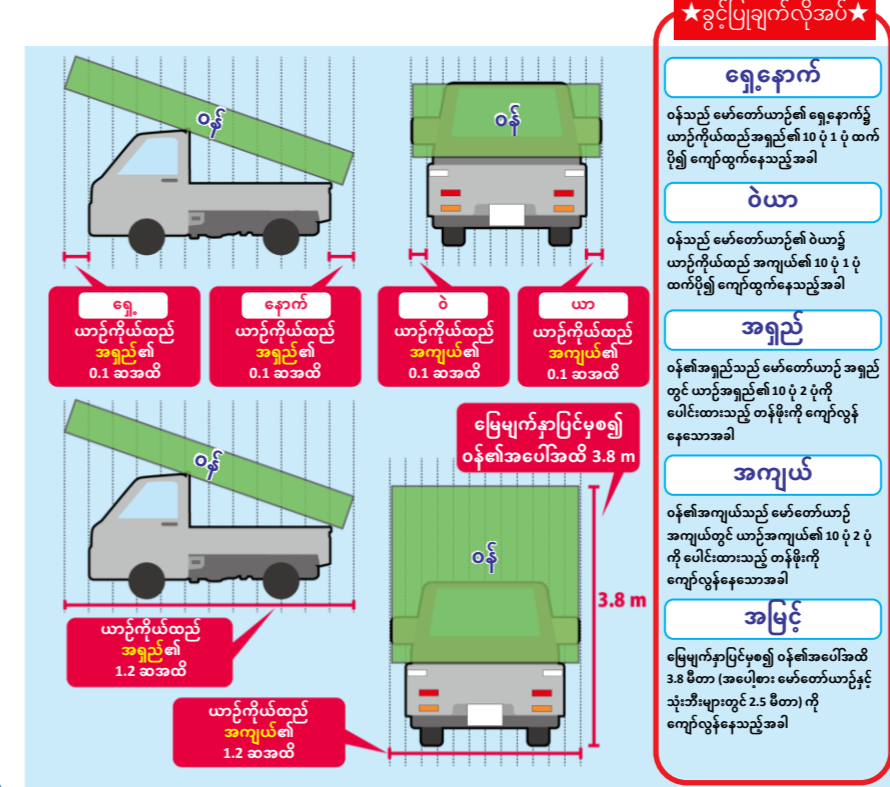 ★ခွင့်ပြုချက်လိုအပ်★
ဝန်
ဝန်
ရှေ့
ယာဉ်ကိုယ်ထည်
အရှည်၏
0.1 ဆအထိ
နောက်
ယာဉ်ကိုယ်ထည်
အရှည်၏
0.1 ဆအထိ
ဝဲ
ယာဉ်ကိုယ်ထည်
အကျယ်၏
0.1 ဆအထိ
ယာ
ယာဉ်ကိုယ်ထည်
အကျယ်၏
0.1 ဆအထိ
ဝန်
ယာဉ်ကိုယ်ထည်
အရှည်၏
1.2 ဆအထိ
မြေမျက်နှာပြင်မှစ၍
ဝန်၏အပေါ်အထိ 3.8 m
ဝန်
3.8 m
ယာဉ်ကိုယ်ထည်
အကျယ်၏
1.2 ဆအထိ
ရှေ့နောက်
ဝန်သည် မော်တော်ယာဉ်၏ ရှေ့နောက်၌
ယာဉ်ကိုယ်ထည်အရှည်၏ 10 ပုံ 1 ပုံ ထက်
ပို၍ ကျော်ထွက်နေသည့်အခါ
ဝဲယာ
ဝန်သည် မော်တော်ယာဉ်၏ ဝဲယာ၌
ယာဉ်ကိုယ်ထည် အကျယ်၏ 10 ပုံ 1 ပုံ
ထက်ပို၍ ကျော်ထွက်နေသည့်အခါ
အရှည်
ဝန်၏အရှည်သည် မော်တော်ယာဉ် အရှည်
တွင် ယာဉ်အရှည်၏ 10 ပုံ 2 ပုံကို
ပေါင်းထားသည့် တန်ဖိုးကို ကျော်လွန်
နေသောအခါ
အကျယ်
ဝန်၏အကျယ်သည် မော်တော်ယာဉ်
အကျယ်တွင် ယာဉ်အကျယ်၏ 10 ပုံ 2 ပုံ
ကို ပေါင်းထားသည့် တန်ဖိုးကို
ကျော်လွန်နေသောအခါ
အမြင့်
မြေမျက်နှာပြင်မှစ၍ ဝန်၏အပေါ်အထိ
3.8 မီတာ (အပေါ့စား မော်တော်ယာဉ်နှင့်
သုံးဘီးများတွင် 2.5 မီတာ) ကို
ကျော်လွန်နေသည့်အခါ